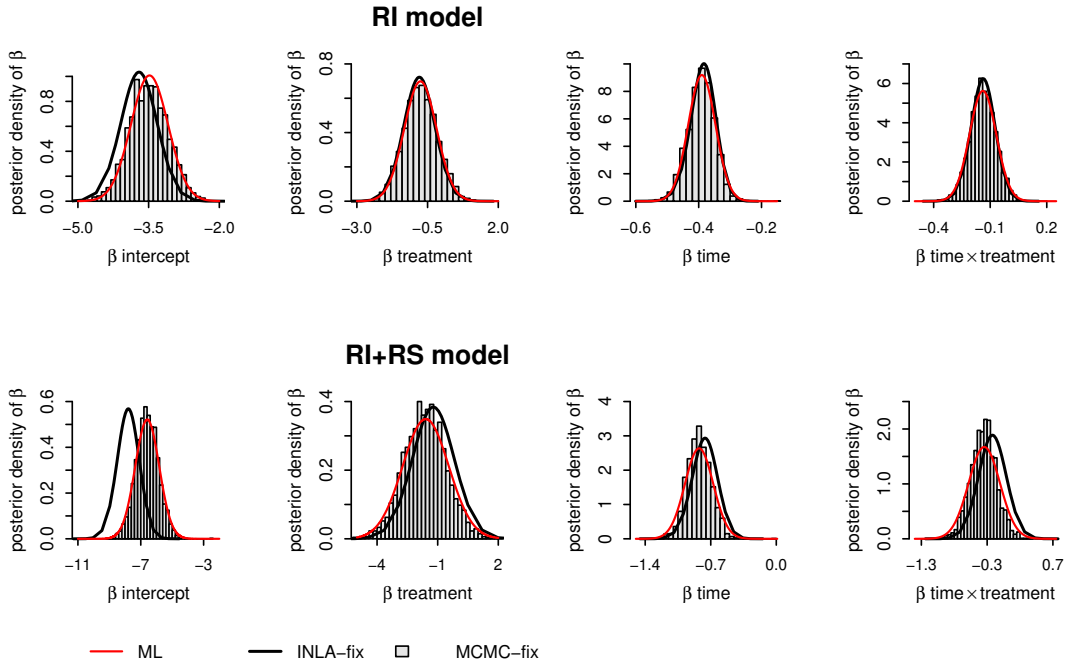 RI model
posterior density of β
0.0 0.4 0.8
−5.0 −3.5 −2.0
β intercept
posterior density of β
0.0 0.4 0.8
−3.0 −0.5 2.0
β treatment
posterior density of β
0 2 4 6 8
−0.6 −0.4 −0.2
β time
posterior density of β
0 2 4 6
−0.4 −0.1 0.2
β time×treatment
RI+RS model
posterior density of β
0.0 0.2 0.4 0.6
−11 −7 −3
β intercept
posterior density of β
0.0 0.2 0.4
−4 −1 2
β treatment
posterior density of β
0 1 2 3 4
−1.4 −0.7 0.0
β time
posterior density of β
0.0 1.0 2.0
−1.3 −0.3 0.7
β time×treatment
ML INLA−fix MCMC−fix